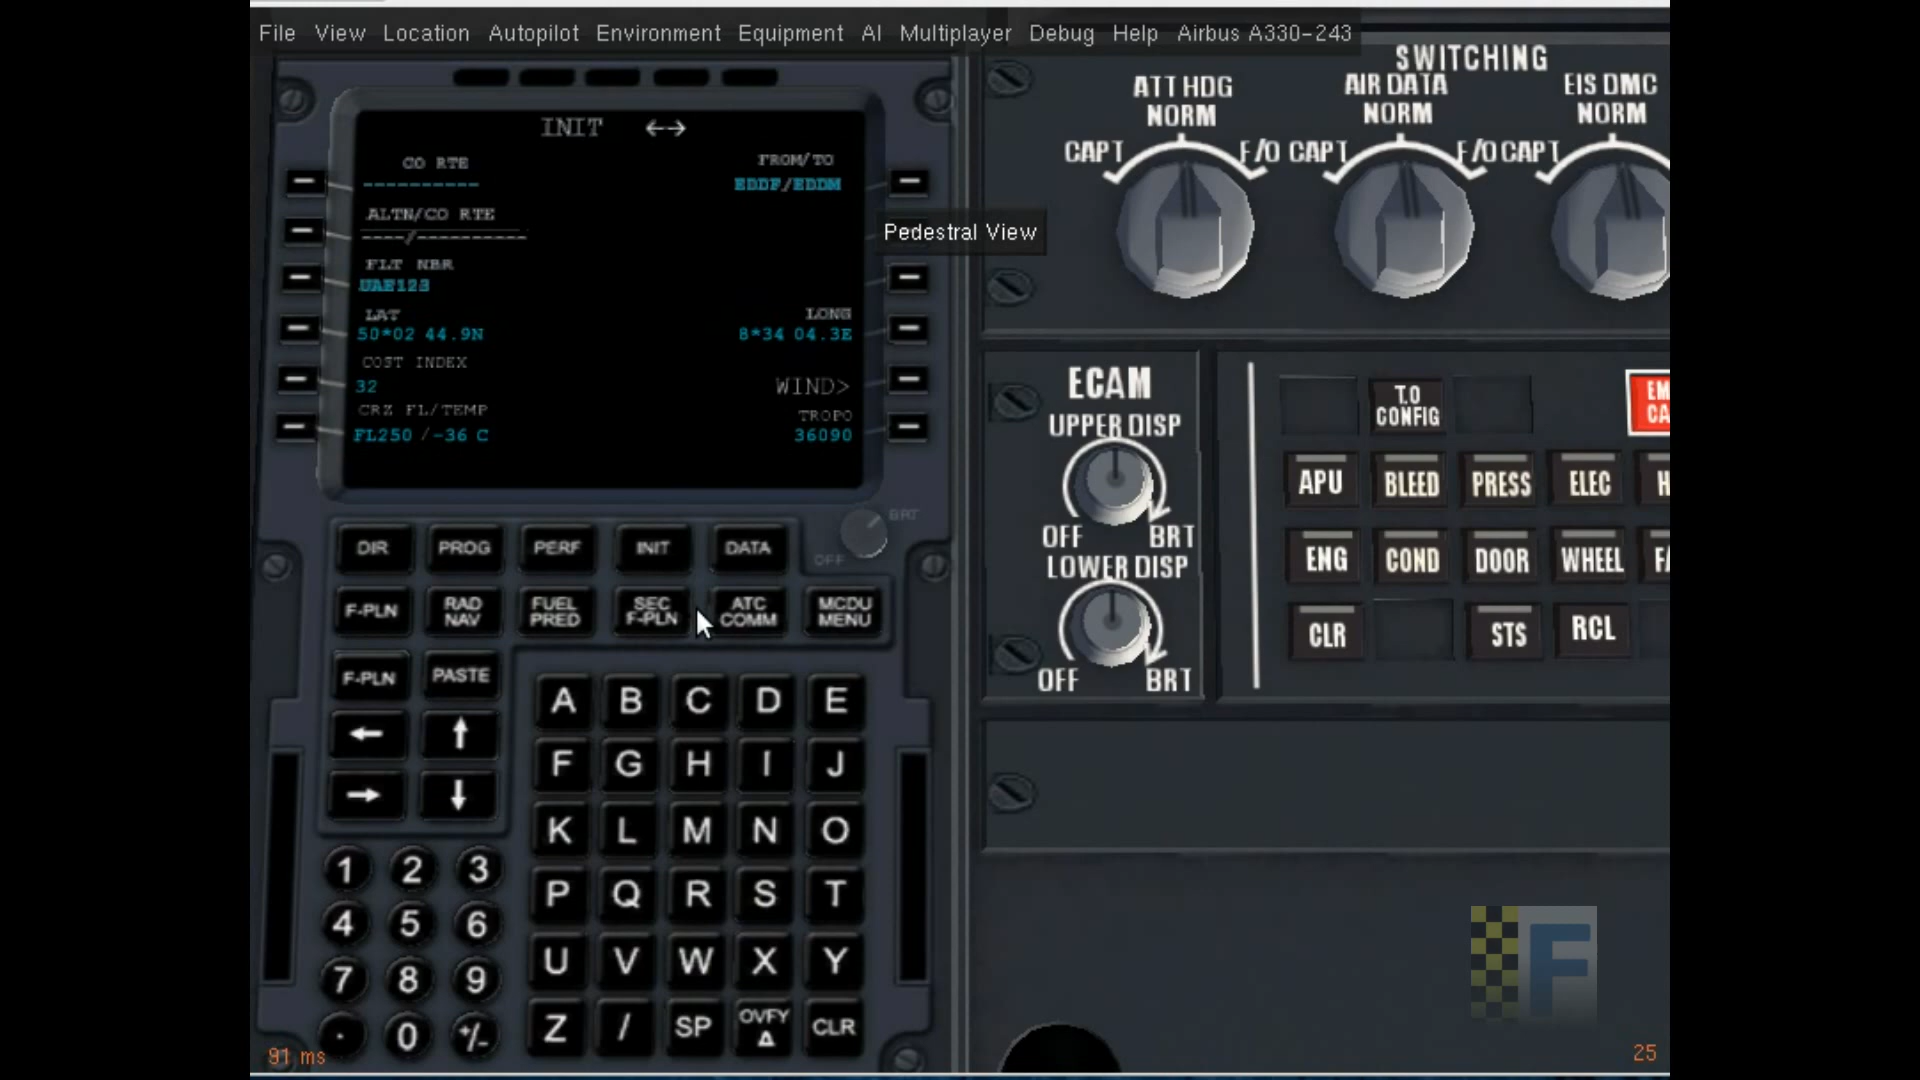 File View Location Autopilot Environment Equipment AI Multiplayer Debug Help Airbus A330-243
INIT ←→
CO RTE FROM/TO
---------- EDDF/EDDM
ALTN/CO RTE
----/----------
FLT NBR
UAE123
LAT LONG
50*02 44.9N 8*34 04.3E
COST INDEX
32 WIND>
CRZ FL/TEMP TROPO
FL250 /-36 C 36090
Pedestral View
BRT
OFF
DIR PROG PERF INIT DATA
F-PLN RAD NAV FUEL PRED SEC F-PLN ATC COMM MCDU MENU
F-PLN PASTE
← ↑
→ ↓
A B C D E
F G H I J
K L M N O
P Q R S T
U V W X Y
Z / SP OVFY Δ CLR
1 2 3
4 5 6
7 8 9
. 0 +/-
91 ms
SWITCHING
ATT HDG AIR DATA EIS DMC
NORM NORM NORM
CAPT F/O CAPT F/O CAPT
ECAM
UPPER DISP
OFF BRT
LOWER DISP
OFF BRT
T.O CONFIG
APU BLEED PRESS ELEC
ENG COND DOOR WHEEL
CLR STS RCL
F
25